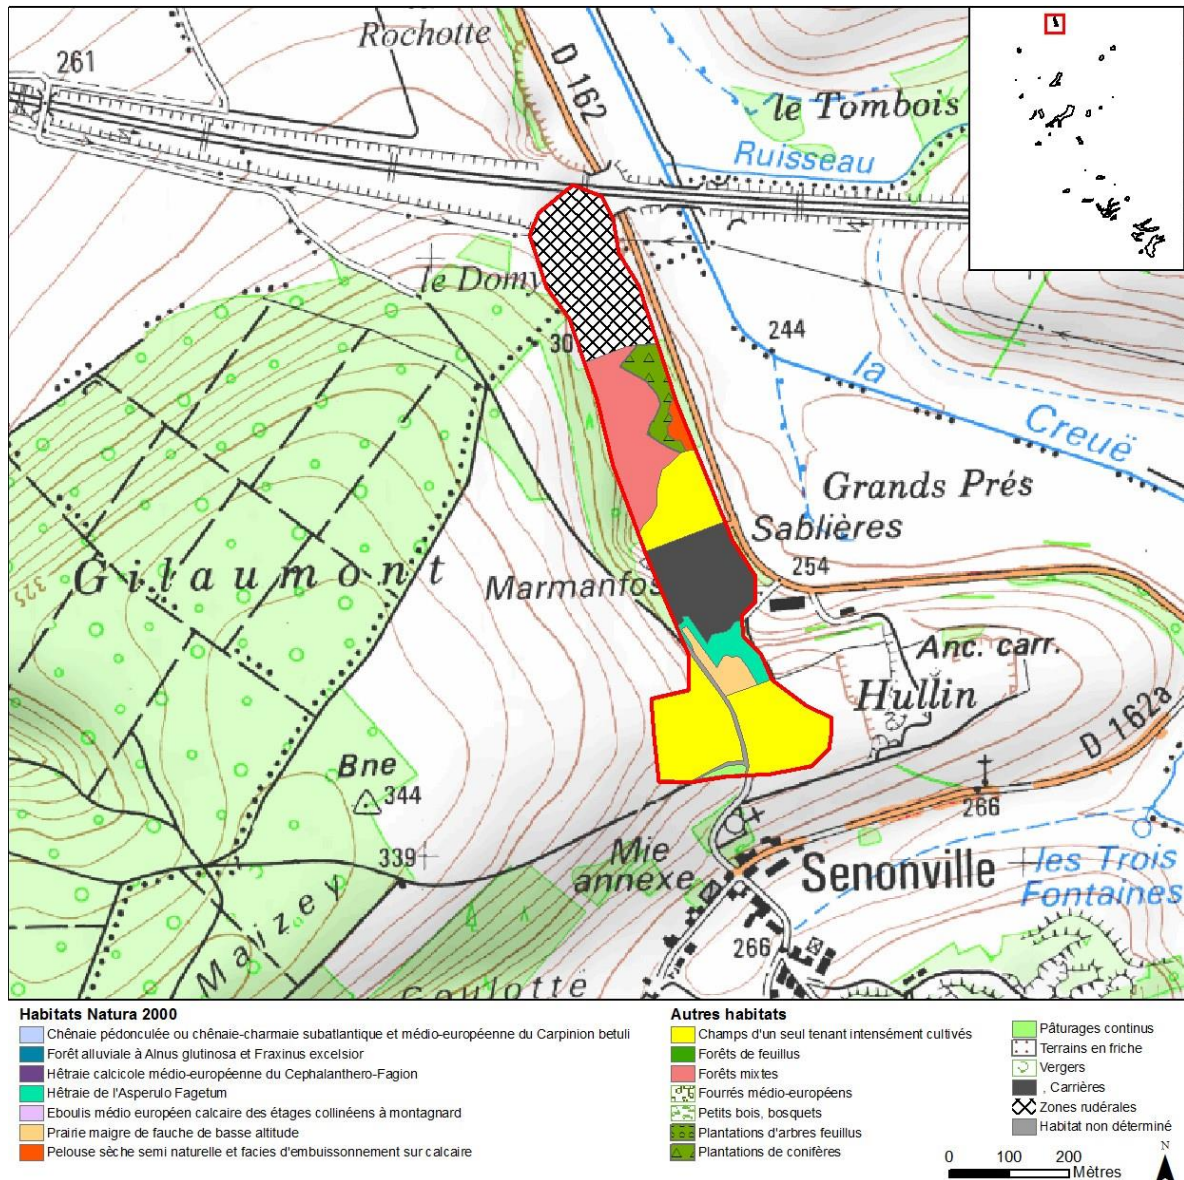 Rochotte
261
D 162
le Tombois
Ruisseau
le Domy
30
244
la
Creuë
Grands Prés
Sablières
254
Gilaumont
325
Marmanfos
Anc. carr.
Hullin
D 162a
Bne
344
266
339
Mie
annexe
Senonville
les Trois
Fontaines
Maizey
266
Goulotte
Habitats Natura 2000
Chênaie pédonculée ou chênaie-charmaie subatlantique et médio-européenne du Carpinion betuli
Forêt alluviale à Alnus glutinosa et Fraxinus excelsior
Hêtraie calcicole médio-européenne du Cephalanthero-Fagion
Hêtraie de l'Asperulo Fagetum
Eboulis médio européen calcaire des étages collinéens à montagnard
Prairie maigre de fauche de basse altitude
Pelouse sèche semi naturelle et facies d'embuissonnement sur calcaire
Autres habitats
Champs d'un seul tenant intensément cultivés
Forêts de feuillus
Forêts mixtes
Fourrés médio-européens
Petits bois, bosquets
Plantations d'arbres feuillus
Plantations de conifères
Pâturages continus
Terrains en friche
Vergers
, Carrières
Zones rudérales
Habitat non déterminé
N
0 100 200
Mètres